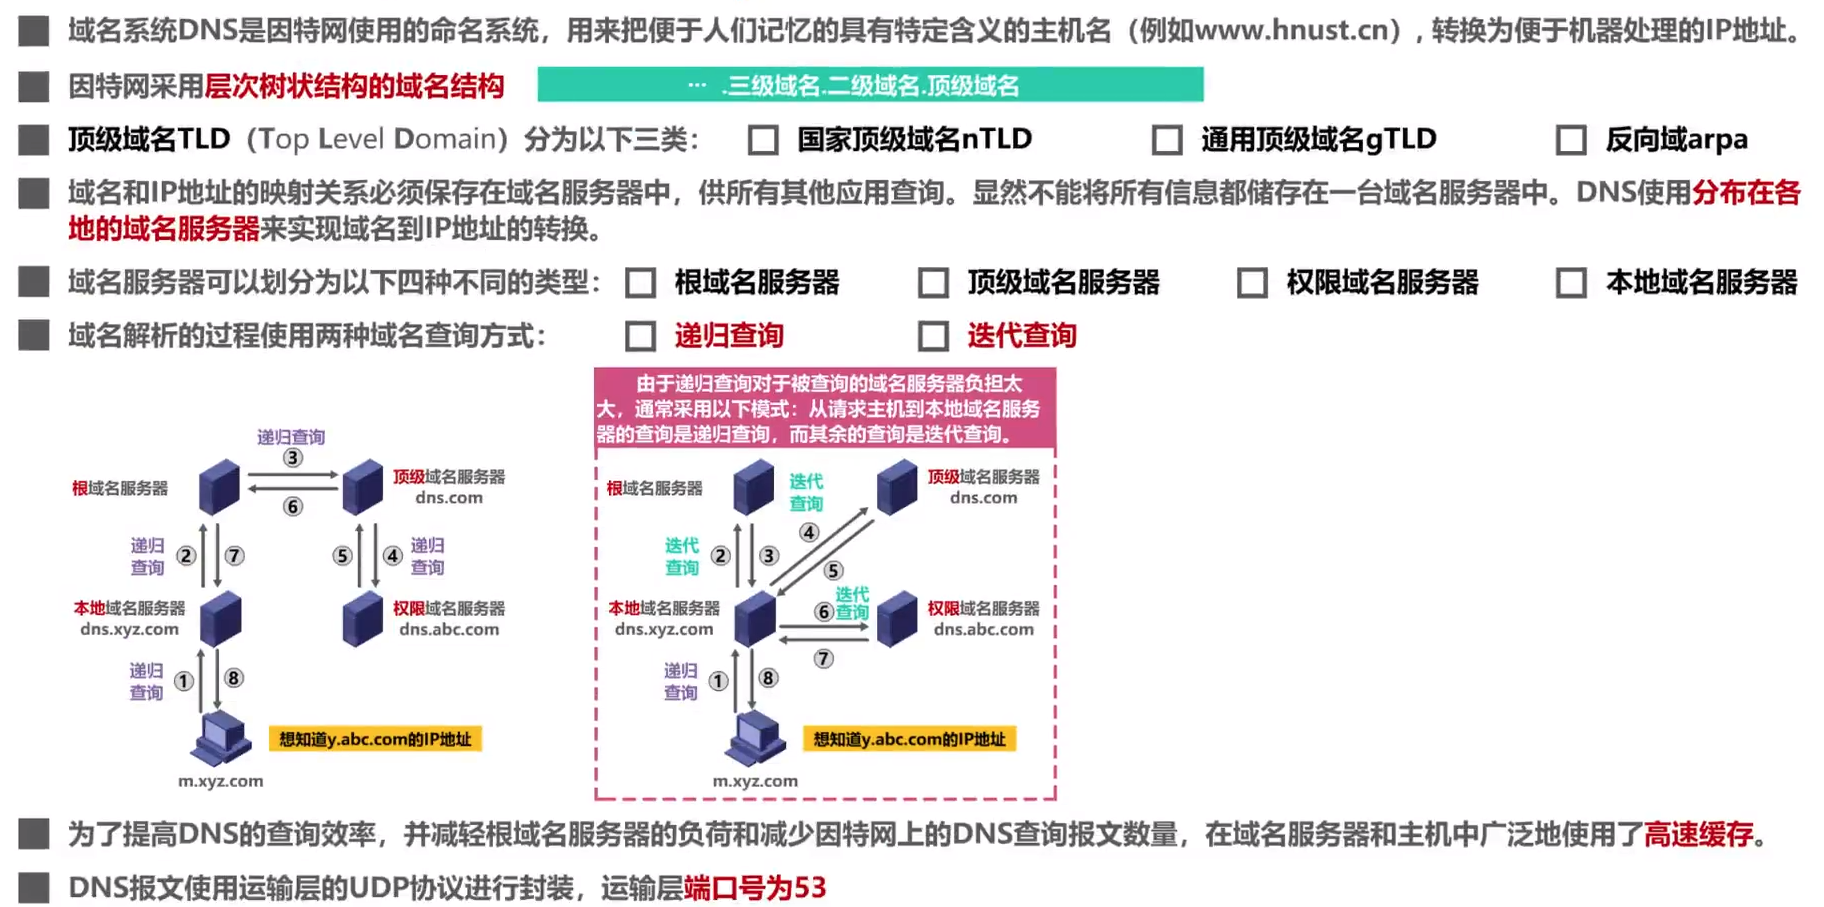 域名系统DNS是因特网使用的命名系统，用来把便于人们记忆的具有特定含义的主机名（例如www.hnust.cn），转换为便于机器处理的IP地址。
因特网采用层次树状结构的域名结构
… .三级域名.二级域名.顶级域名
顶级域名TLD（Top Level Domain）分为以下三类：
国家顶级域名nTLD
通用顶级域名gTLD
反向域arpa
域名和IP地址的映射关系必须保存在域名服务器中，供所有其他应用查询。显然不能将所有信息都储存在一台域名服务器中。DNS使用分布在各
地的域名服务器来实现域名到IP地址的转换。
域名服务器可以划分为以下四种不同的类型：
根域名服务器
顶级域名服务器
权限域名服务器
本地域名服务器
域名解析的过程使用两种域名查询方式：
递归查询
迭代查询
递归查询
③
根域名服务器
顶级域名服务器
dns.com
⑥
递归
查询
②
⑦
⑤
④
递归
查询
本地域名服务器
dns.xyz.com
权限域名服务器
dns.abc.com
递归
查询
①
⑧
想知道y.abc.com的IP地址
m.xyz.com
由于递归查询对于被查询的域名服务器负担太
大，通常采用以下模式：从请求主机到本地域名服务
器的查询是递归查询，而其余的查询是迭代查询。
根域名服务器
迭代
查询
顶级域名服务器
dns.com
④
迭代
查询
②
③
⑤
本地域名服务器
dns.xyz.com
⑥
迭代
查询
权限域名服务器
dns.abc.com
⑦
递归
查询
①
⑧
想知道y.abc.com的IP地址
m.xyz.com
为了提高DNS的查询效率，并减轻根域名服务器的负荷和减少因特网上的DNS查询报文数量，在域名服务器和主机中广泛地使用了高速缓存。
DNS报文使用运输层的UDP协议进行封装，运输层端口号为53